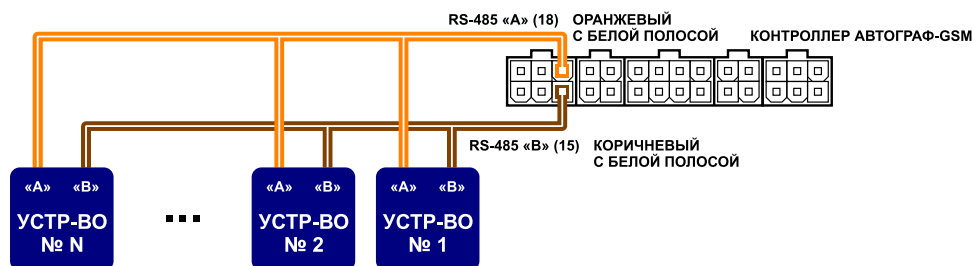 RS-485 «A» (18) ОРАНЖЕВЫЙ
С БЕЛОЙ ПОЛОСОЙ
КОНТРОЛЛЕР АВТОГРАФ-GSM
RS-485 «B» (15) КОРИЧНЕВЫЙ
С БЕЛОЙ ПОЛОСОЙ
«A» «B»
УСТР-ВО
№ N
...
«A» «B»
УСТР-ВО
№ 2
«A» «B»
УСТР-ВО
№ 1